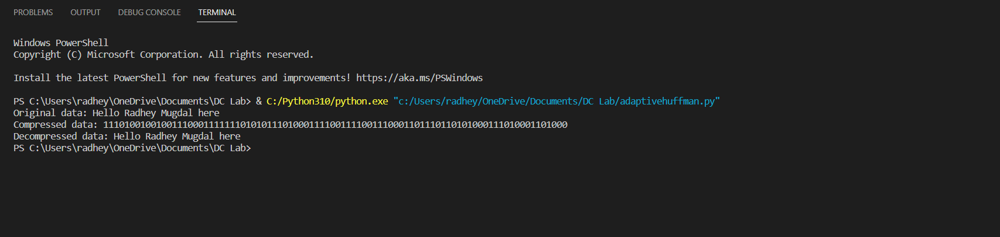 PROBLEMS OUTPUT DEBUG CONSOLE TERMINAL
Windows PowerShell
Copyright (C) Microsoft Corporation. All rights reserved.
Install the latest PowerShell for new features and improvements! https://aka.ms/PSWindows
PS C:\Users\radhey\OneDrive\Documents\DC Lab> & C:/Python310/python.exe "c:/Users/radhey/OneDrive/Documents/DC Lab/adaptivehuffman.py"
Original data: Hello Radhey Mugdal here
Compressed data: 1110100100100111000111111101010111010001111001111001110001101110110101000111010001101000
Decompressed data: Hello Radhey Mugdal here
PS C:\Users\radhey\OneDrive\Documents\DC Lab>